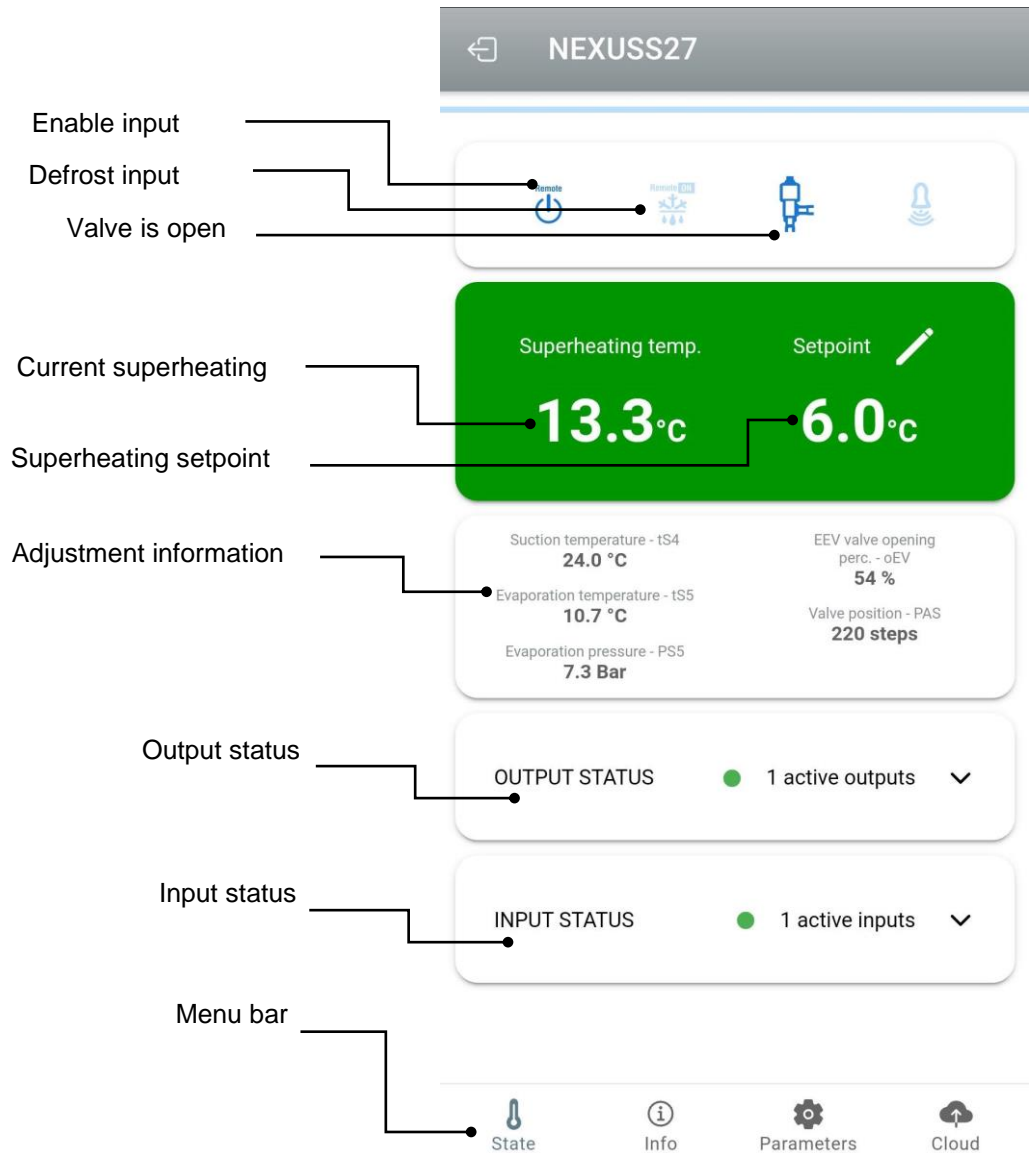 NEXUSS27
Enable input
Defrost input
Valve is open
Remote
Remote ON
Current superheating
Superheating setpoint
Superheating temp.
Setpoint
13.3°C
6.0°C
Adjustment information
Suction temperature - tS4
24.0 °C
Evaporation temperature - tS5
10.7 °C
Evaporation pressure - PS5
7.3 Bar
EEV valve opening
perc. - oEV
54 %
Valve position - PAS
220 steps
Output status
OUTPUT STATUS
1 active outputs
Input status
INPUT STATUS
1 active inputs
Menu bar
State
Info
Parameters
Cloud